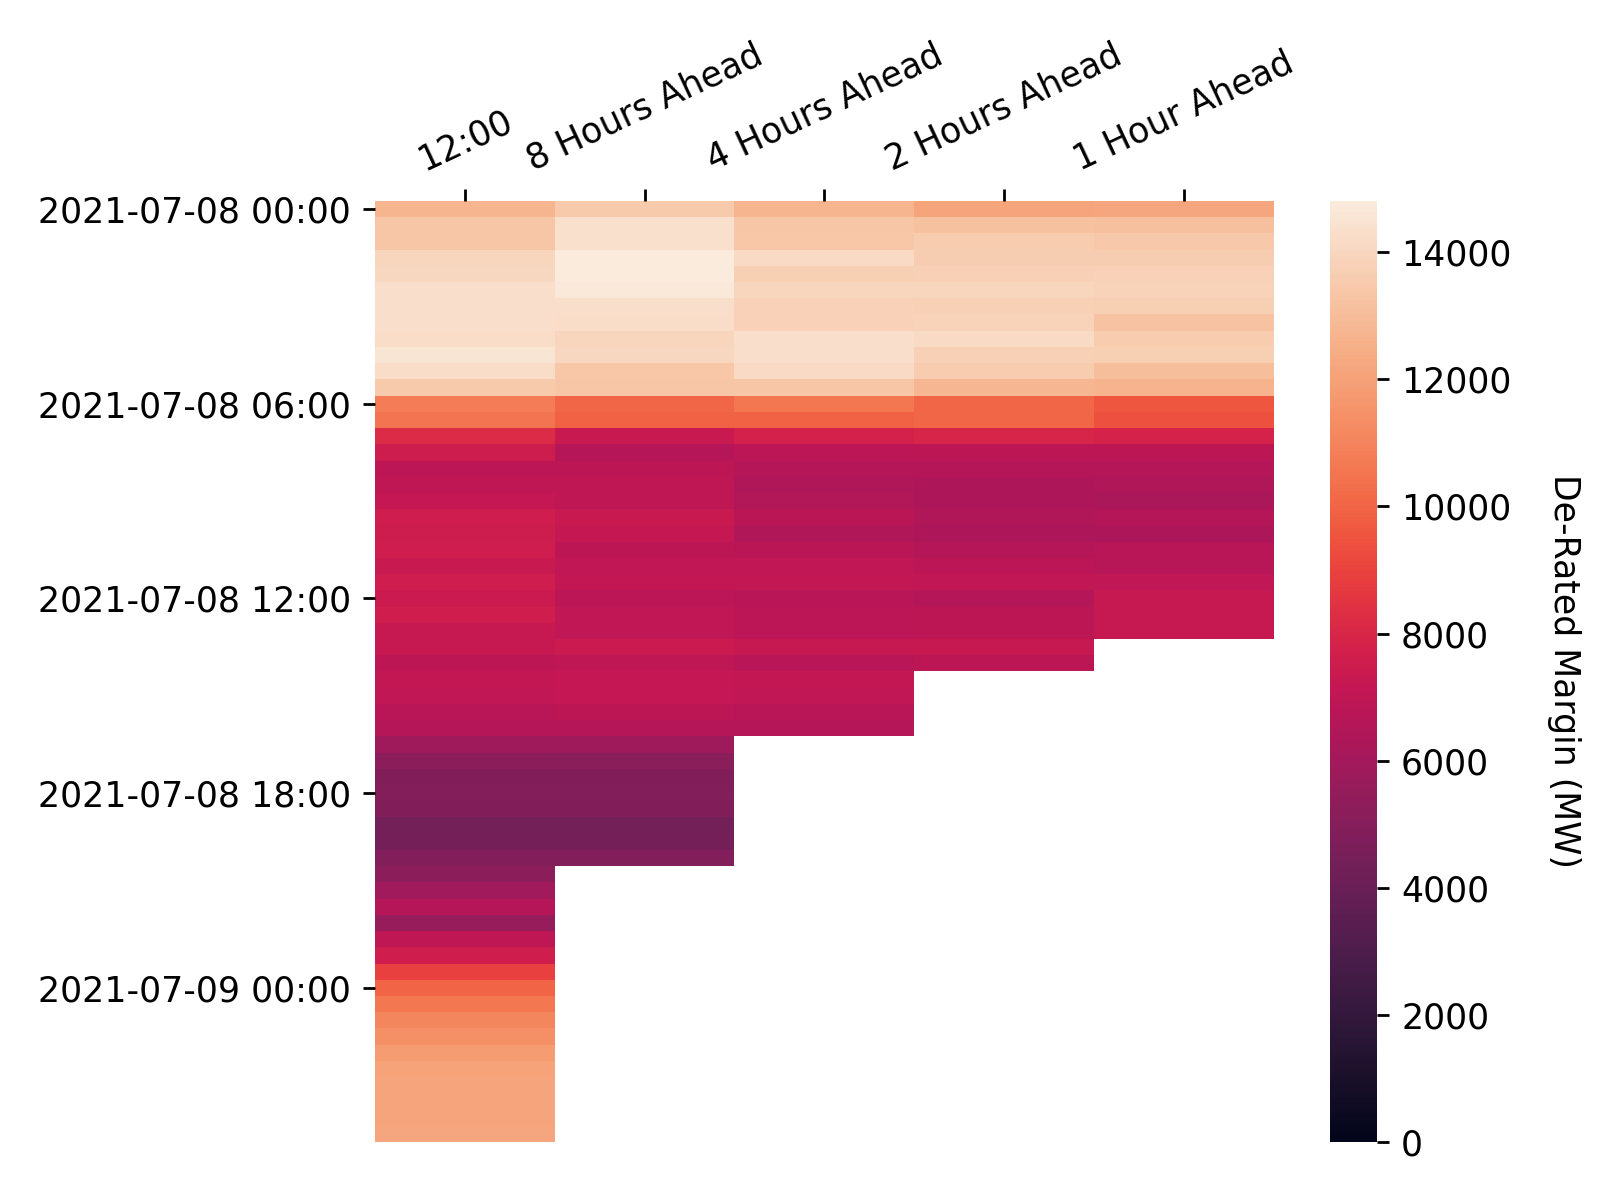 12:00
8 Hours Ahead
4 Hours Ahead
2 Hours Ahead
1 Hour Ahead
2021-07-08 00:00
2021-07-08 06:00
2021-07-08 12:00
2021-07-08 18:00
2021-07-09 00:00
14000
12000
10000
8000
6000
4000
2000
0
De-Rated Margin (MW)